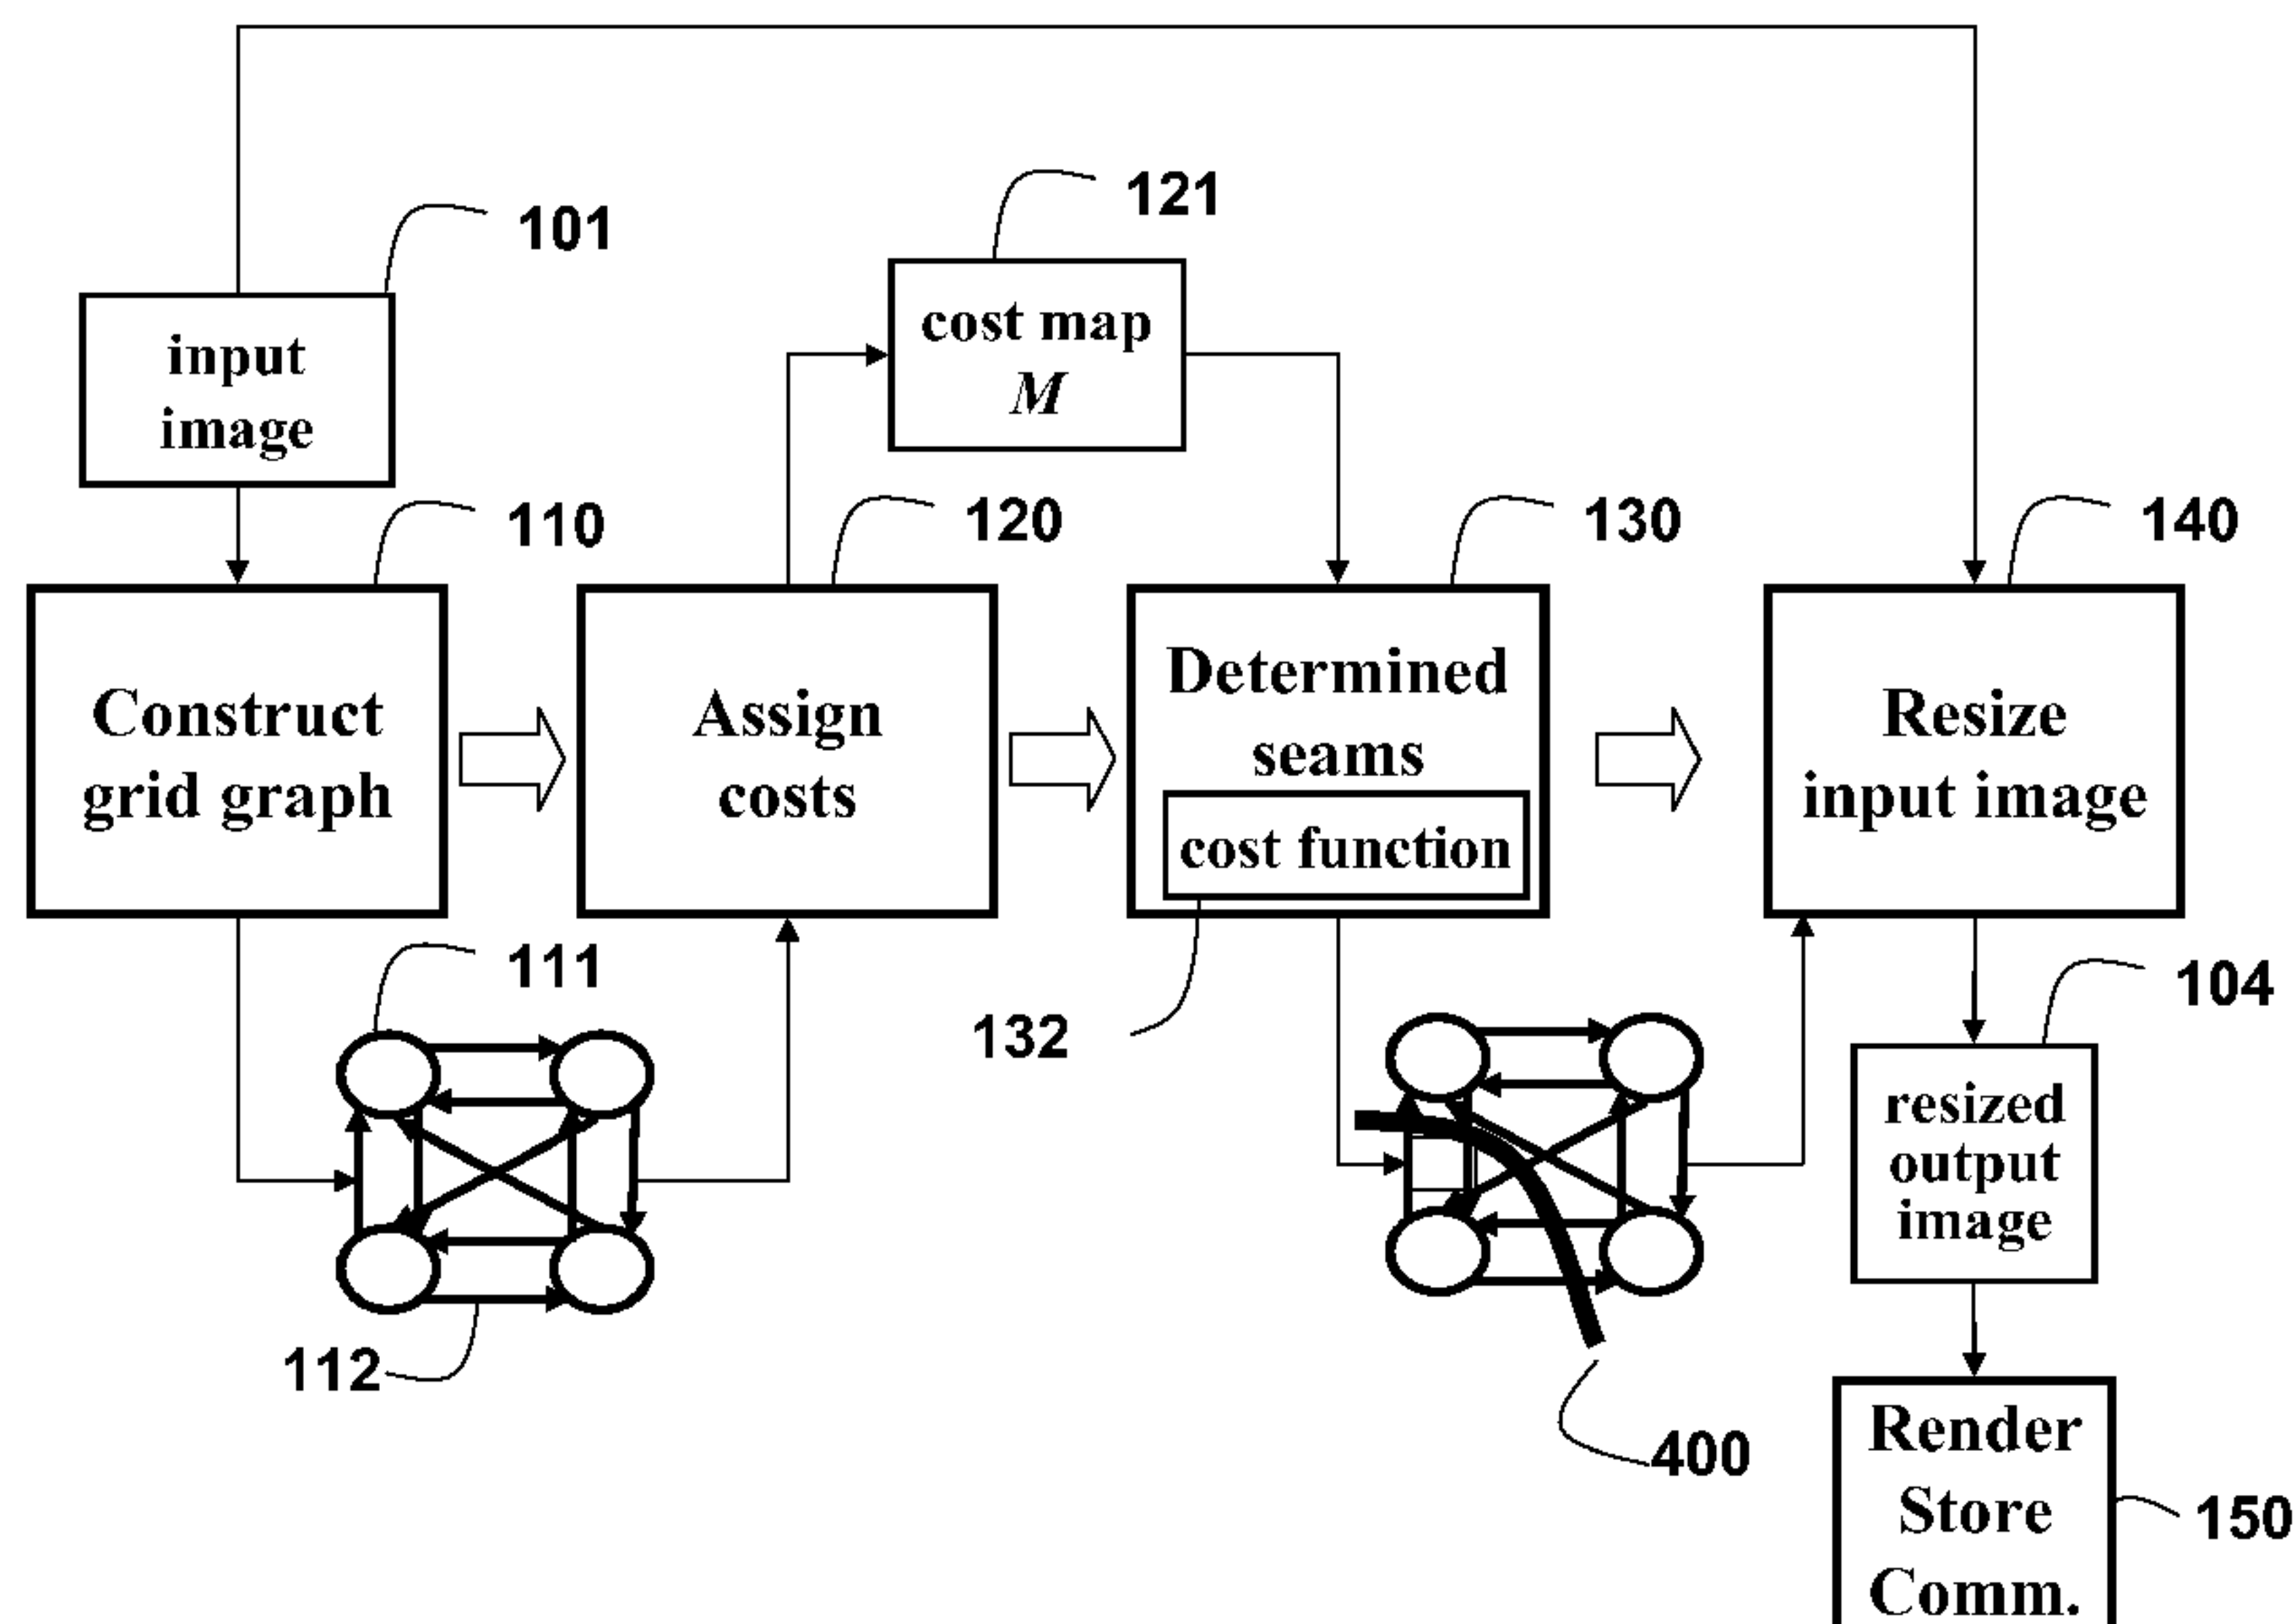 121
101
cost map
M
input
image
110
120
130
140
Construct
grid graph
Assign
costs
Determined
seams
cost function
Resize
input image
111
132
104
resized
output
image
112
400
Render
Store
Comm.
150